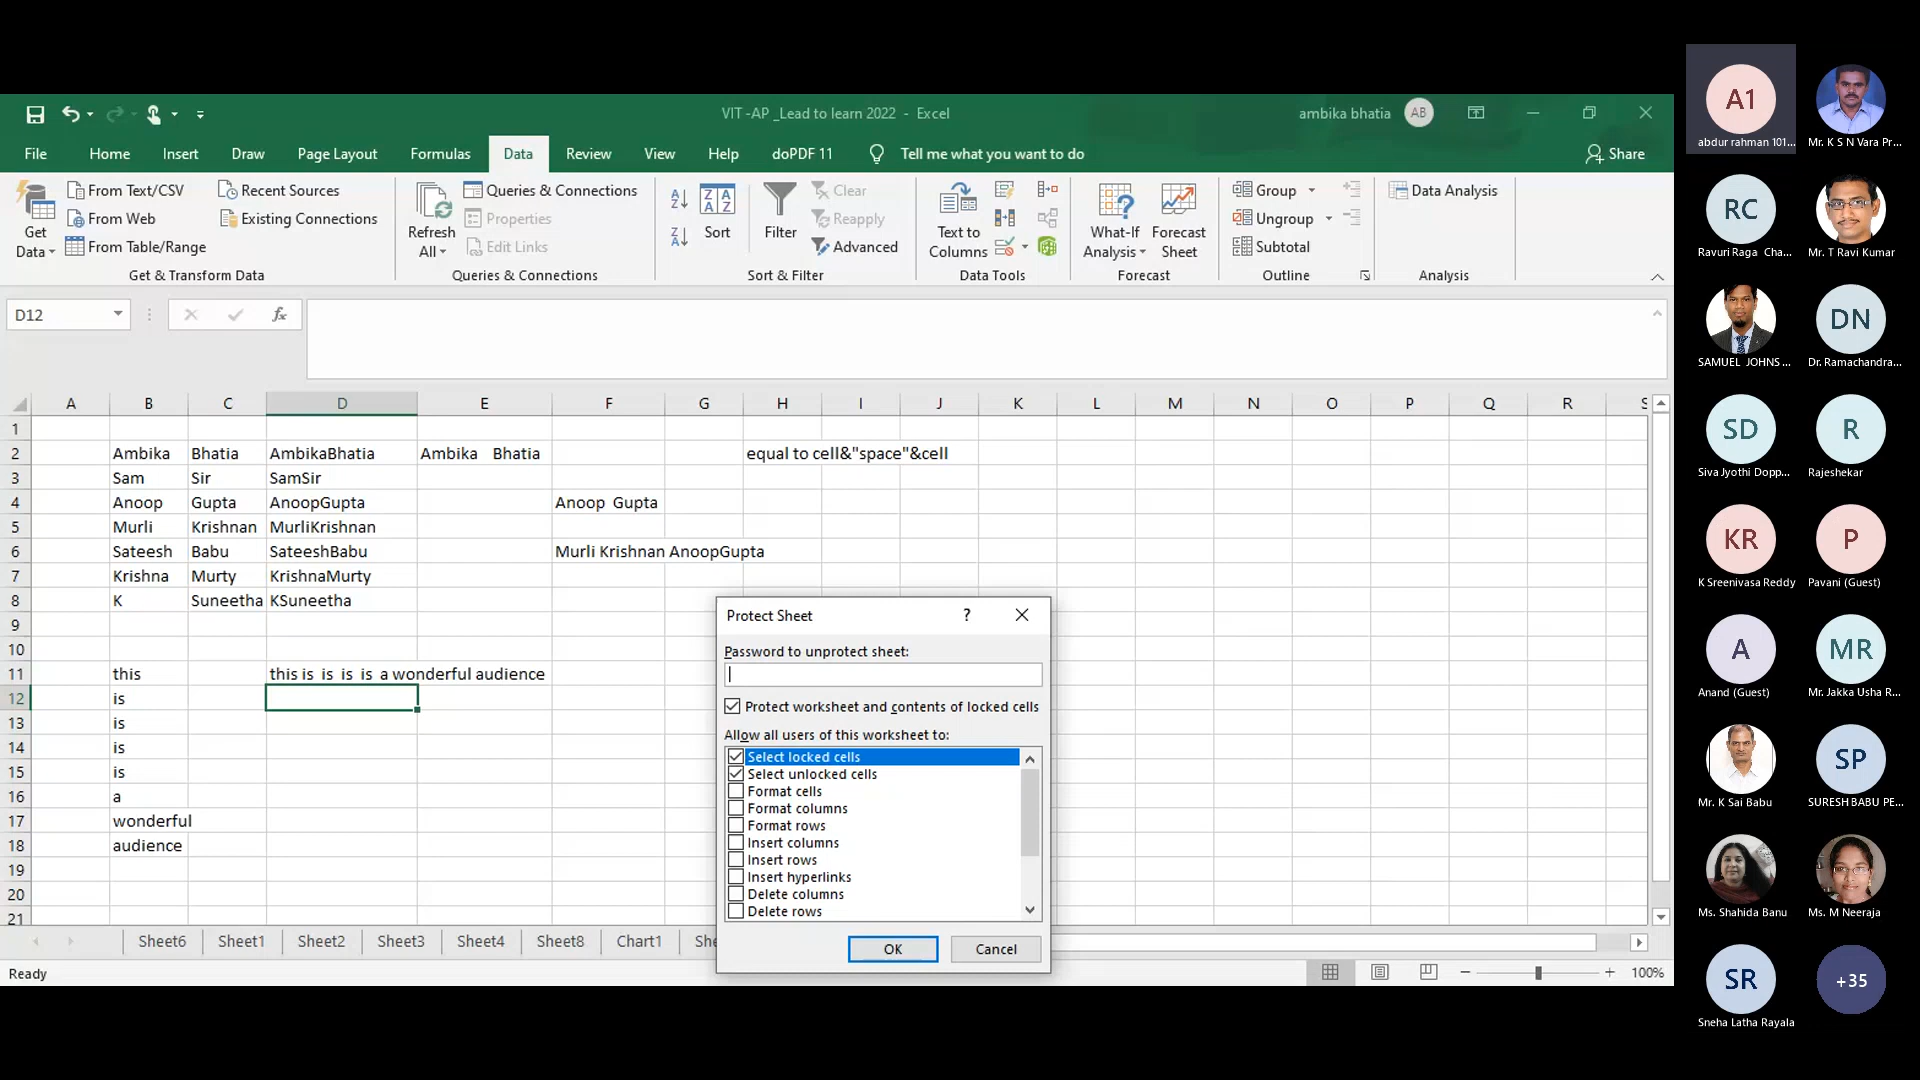 VIT -AP _Lead to learn 2022 - Excel
ambika bhatia AB
File Home Insert Draw Page Layout Formulas Data Review View Help doPDF 11 Tell me what you want to do Share
Get Data
From Text/CSV
From Web
From Table/Range
Recent Sources
Existing Connections
Get & Transform Data
Refresh All
Queries & Connections
Properties
Edit Links
Queries & Connections
Sort
Filter
Clear
Reapply
Advanced
Sort & Filter
Text to Columns
Data Tools
What-If Analysis
Forecast Sheet
Forecast
Group
Ungroup
Subtotal
Outline
Data Analysis
Analysis
D12 fx
A B C D E F G H I J K L M N O P Q R S
1
2 Ambika Bhatia AmbikaBhatia Ambika Bhatia equal to cell&"space"&cell
3 Sam Sir SamSir
4 Anoop Gupta AnoopGupta Anoop Gupta
5 Murli Krishnan MurliKrishnan
6 Sateesh Babu SateeshBabu Murli Krishnan AnoopGupta
7 Krishna Murty KrishnaMurty
8 K Suneetha KSuneetha
9
10
11 this this is is is is a wonderful audience
12 is
13 is
14 is
15 is
16 a
17 wonderful
18 audience
19
20
21
Protect Sheet ?
Password to unprotect sheet:
Protect worksheet and contents of locked cells
Allow all users of this worksheet to:
Select locked cells
Select unlocked cells
Format cells
Format columns
Format rows
Insert columns
Insert rows
Insert hyperlinks
Delete columns
Delete rows
OK Cancel
Sheet6 Sheet1 Sheet2 Sheet3 Sheet4 Sheet8 Chart1 She
Ready 100%
A1
abdur rahman 101... Mr. K S N Vara Pr...
RC
Ravuri Raga Cha... Mr. T Ravi Kumar
DN
SAMUEL JOHNS ... Dr. Ramachandra...
SD R
Siva Jyothi Dopp... Rajeshekar
KR P
K Sreenivasa Reddy Pavani (Guest)
A MR
Anand (Guest) Mr. Jakka Usha R...
SP
Mr. K Sai Babu SURESH BABU PE...
Ms. Shahida Banu Ms. M Neeraja
SR +35
Sneha Latha Rayala